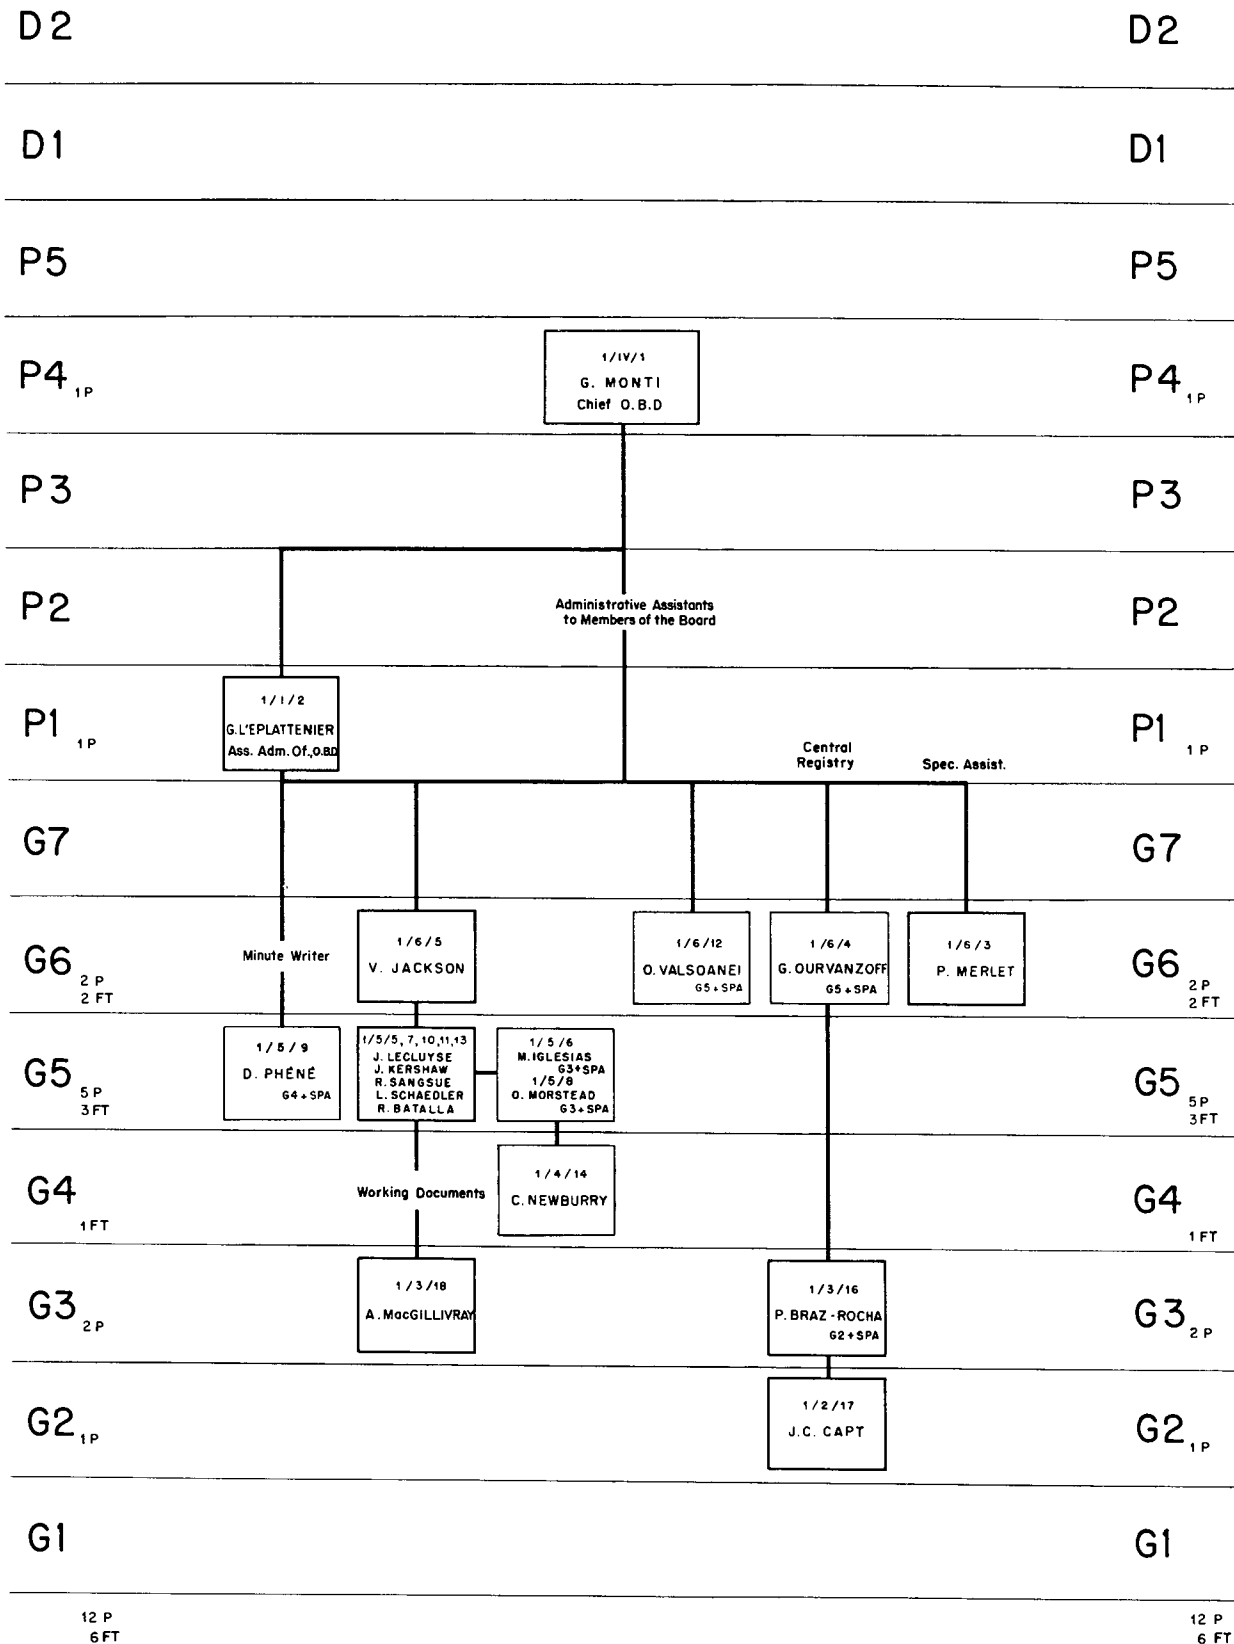 D2 D2
D1 D1
P5 P5
P4 1P P4 1P
1/IV/1
G. MONTI
Chief O.B.D
P3 P3
P2 P2
Administrative Assistants
to Members of the Board
P1 1P P1 1P
1/1/2
G.L'EPLATTENIER
Ass. Adm. Of., O.B.D
Central
Registry
Spec. Assist.
G7 G7
G6 2P 2FT G6 2P 2FT
Minute Writer
1/6/5
V. JACKSON
1/6/12
O. VALSOANEI
G5+SPA
1/6/4
G. OURVANZOFF
G5+SPA
1/6/3
P. MERLET
G5 5P 3FT G5 5P 3FT
1/5/9
D. PHÉNÉ
G4+SPA
1/5/5, 7, 10, 11, 13
J. LECLUYSE
J. KERSHAW
R. SANGSUE
L. SCHAEDLER
R. BATALLA
1/5/6
M. IGLESIAS
G3+SPA
1/5/8
O. MORSTEAD
G3+SPA
G4 1FT G4 1FT
Working Documents
1/4/14
C. NEWBURRY
G3 2P G3 2P
1/3/18
A. MacGILLIVRAY
1/3/16
P. BRAZ-ROCHA
G2+SPA
G2 1P G2 1P
1/2/17
J.C. CAPT
G1 G1
12 P 12 P
6 FT 6 FT